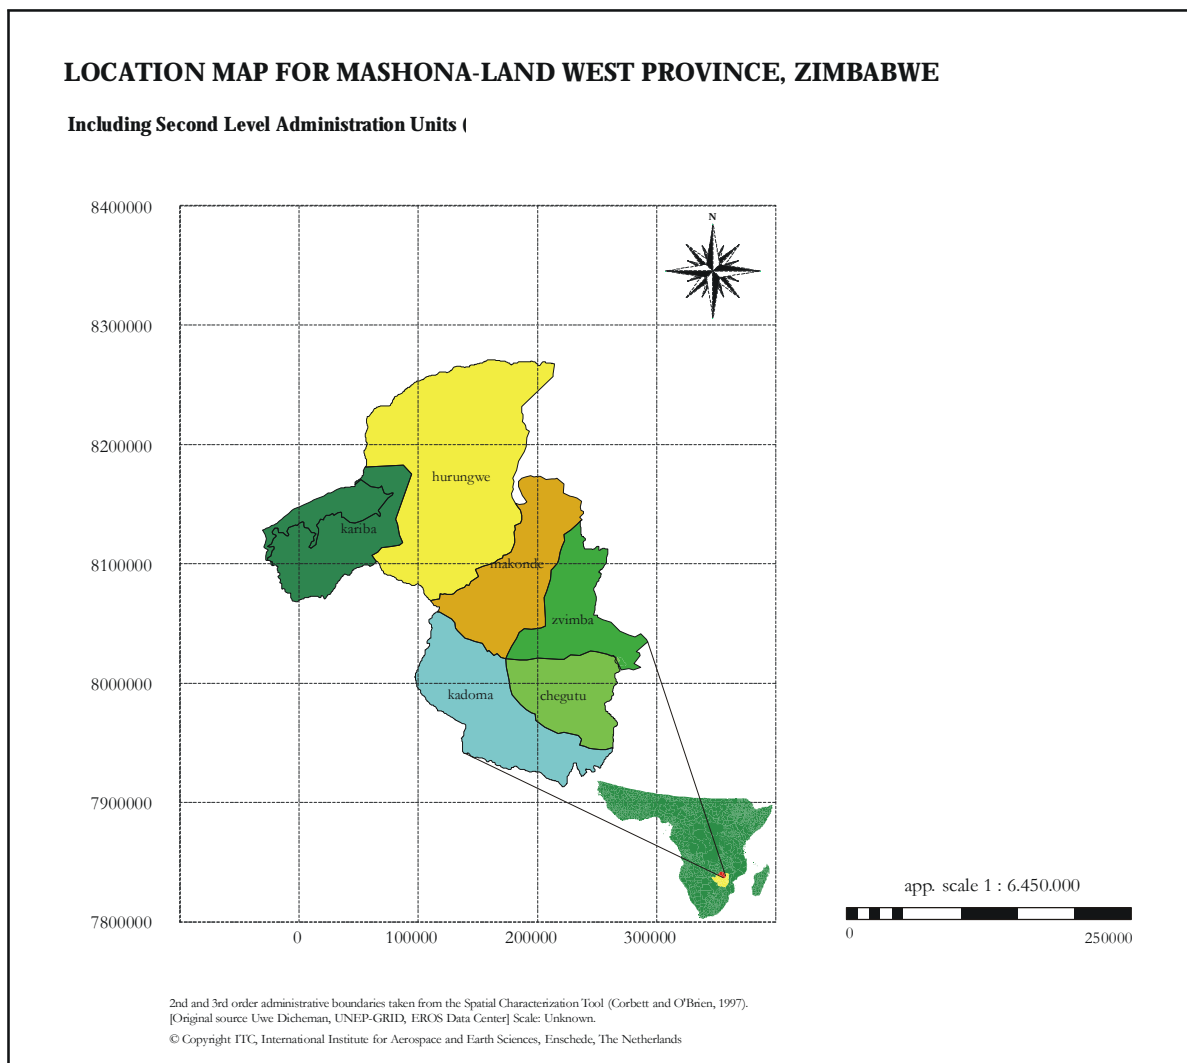 LOCATION MAP FOR MASHONA-LAND WEST PROVINCE, ZIMBABWE
Including Second Level Administration Units (
8400000
N
8300000
8200000
hurungwe
kariba
8100000
makonde
zvimba
8000000
kadoma
chegutu
7900000
app. scale 1 : 6.450.000
7800000
0
100000
200000
300000
0
250000
2nd and 3rd order administrative boundaries taken from the Spatial Characterization Tool (Corbett and O'Brien, 1997).
[Original source Uwe Dicheman, UNEP-GRID, EROS Data Center] Scale: Unknown.
© Copyright ITC, International Institute for Aerospace and Earth Sciences, Enschede, The Netherlands